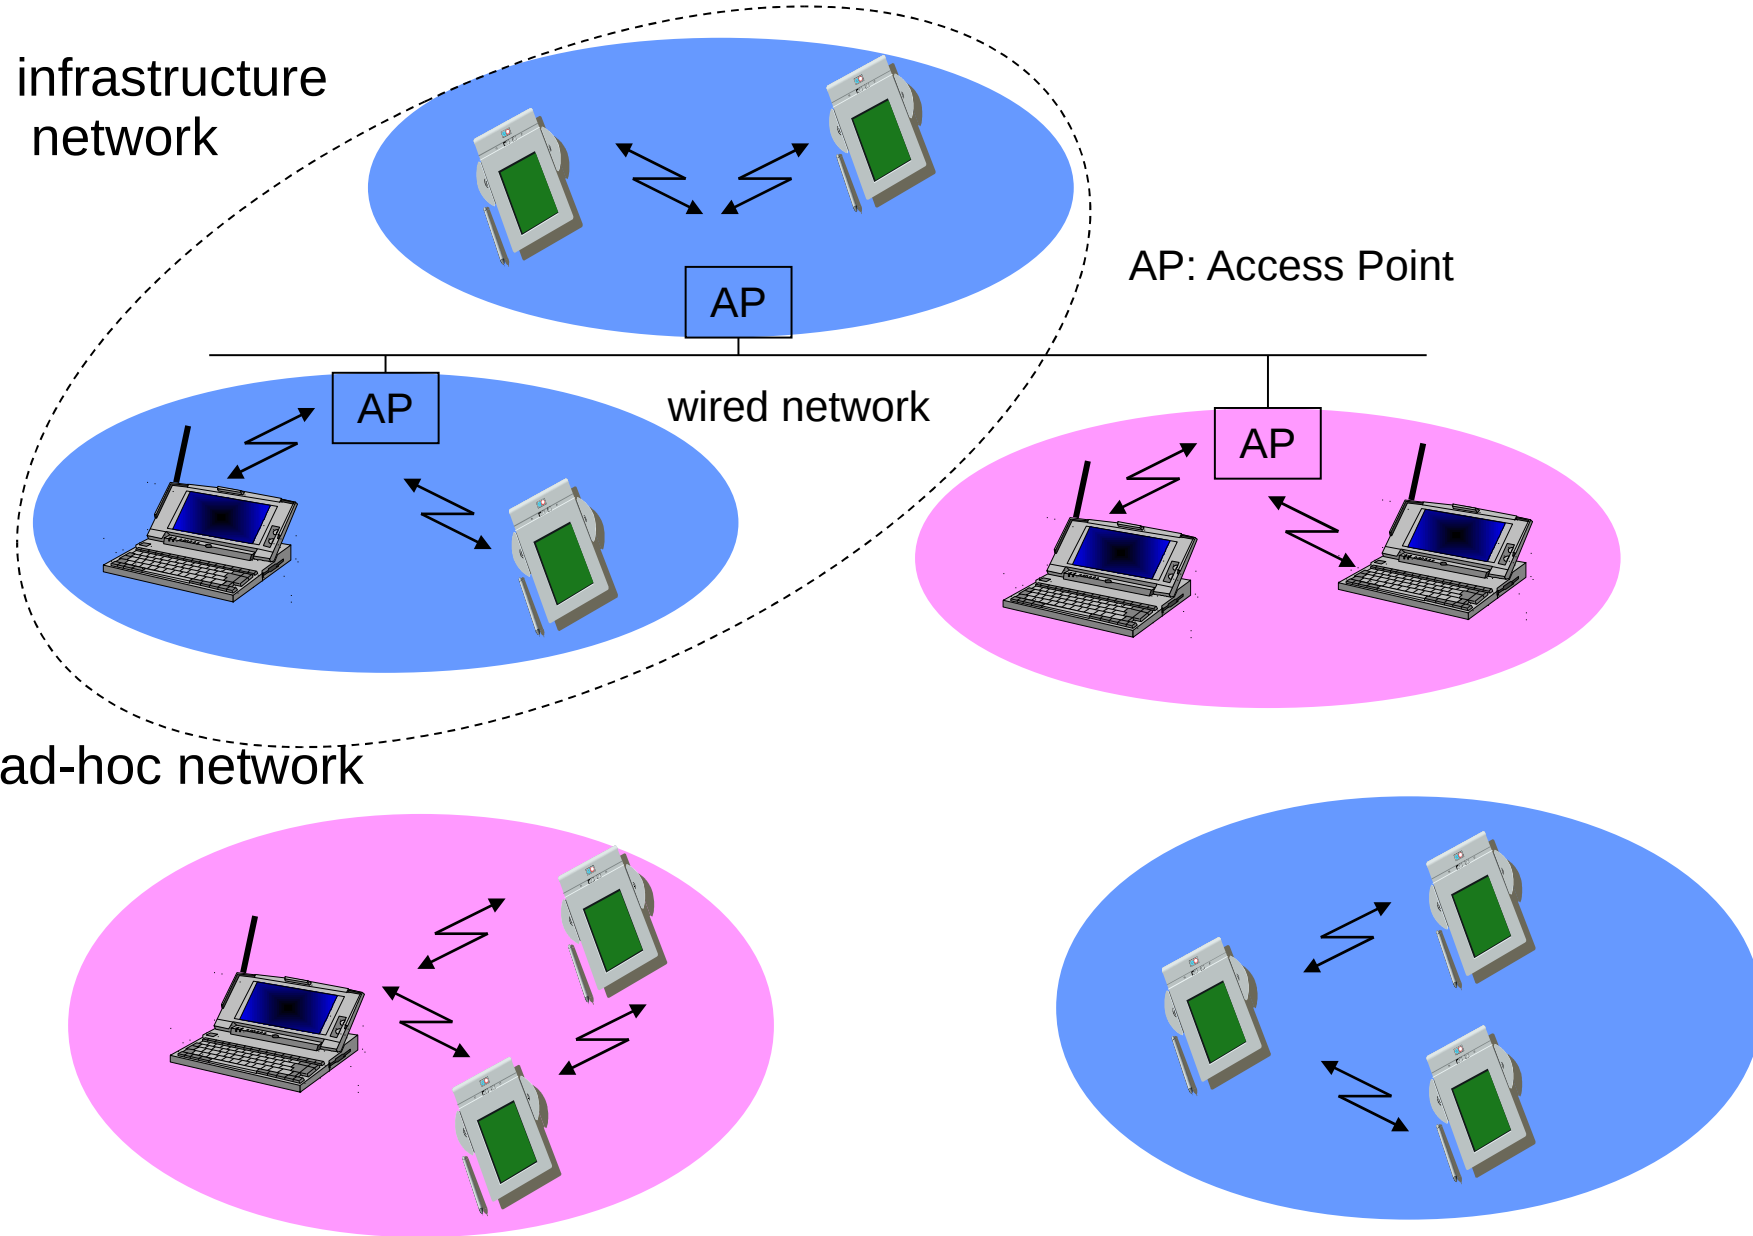 infrastructure
network
AP: Access Point
AP
wired network
AP
AP
ad-hoc network